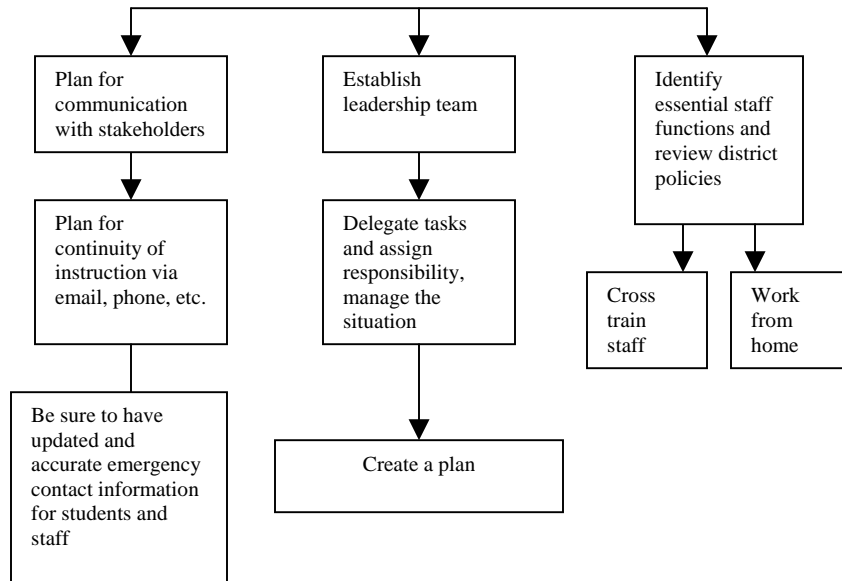 Plan for
communication
with stakeholders
Establish
leadership team
Identify
essential staff
functions and
review district
policies
Plan for
continuity of
instruction via
email, phone, etc.
Delegate tasks
and assign
responsibility,
manage the
situation
Cross
train
staff
Work
from
home
Be sure to have
updated and
accurate emergency
contact information
for students and
staff
Create a plan